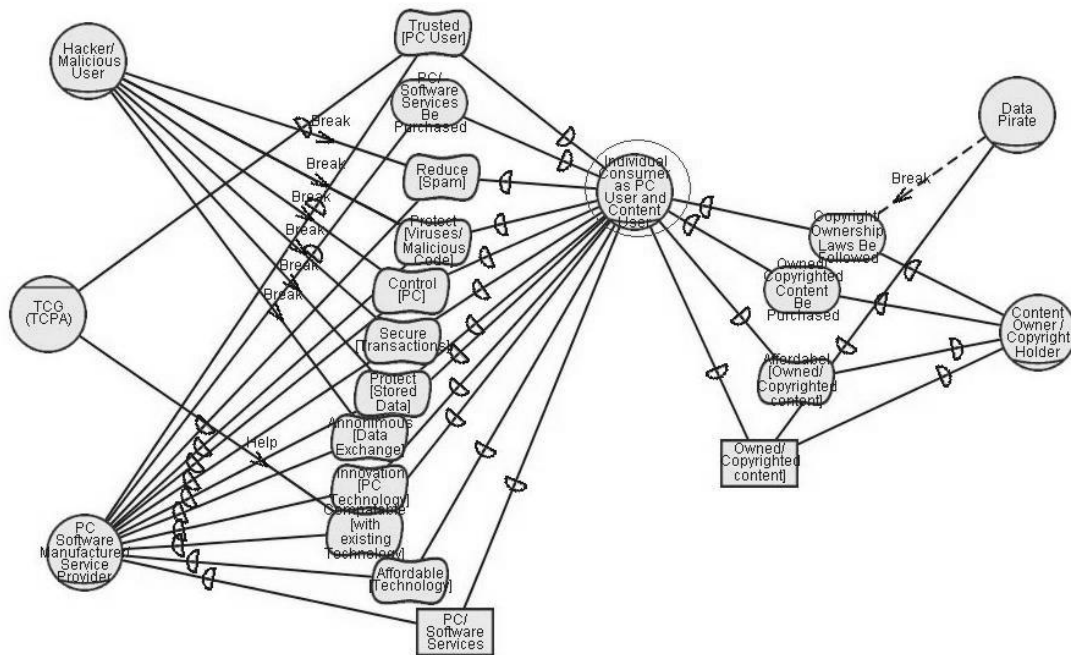 Trusted
[PC User]
Hacker/
Malicious
User
PC/
Software
Services
Be
Purchased
Data
Pirate
Break
Reduce
[Spam]
Break
Individual
Consumer
as PC
User and
Content
User
Break
Break
Protect
[Viruses/
Malicious
Code]
Break
Copyright/
Ownership
Laws Be
Followed
Break
Control
[PC]
Owned/
Copyrighted
Content
Be
Purchased
TCG
(TCPA)
Secure
[Transactions]
Content
Owner /
Copyright
Holder
Protect
[Stored
Data]
Affordabel
[Owned/
Copyrighted
content]
Annonimous
[Data
Exchange]
Help
Owned/
Copyrighted
content]
Innovation
[PC
Technology]
Compatable
[with
existing
Technology]
PC
Software
Manufacturer/
Service
Provider
Affordable
[Technology]
PC/
Software
Services